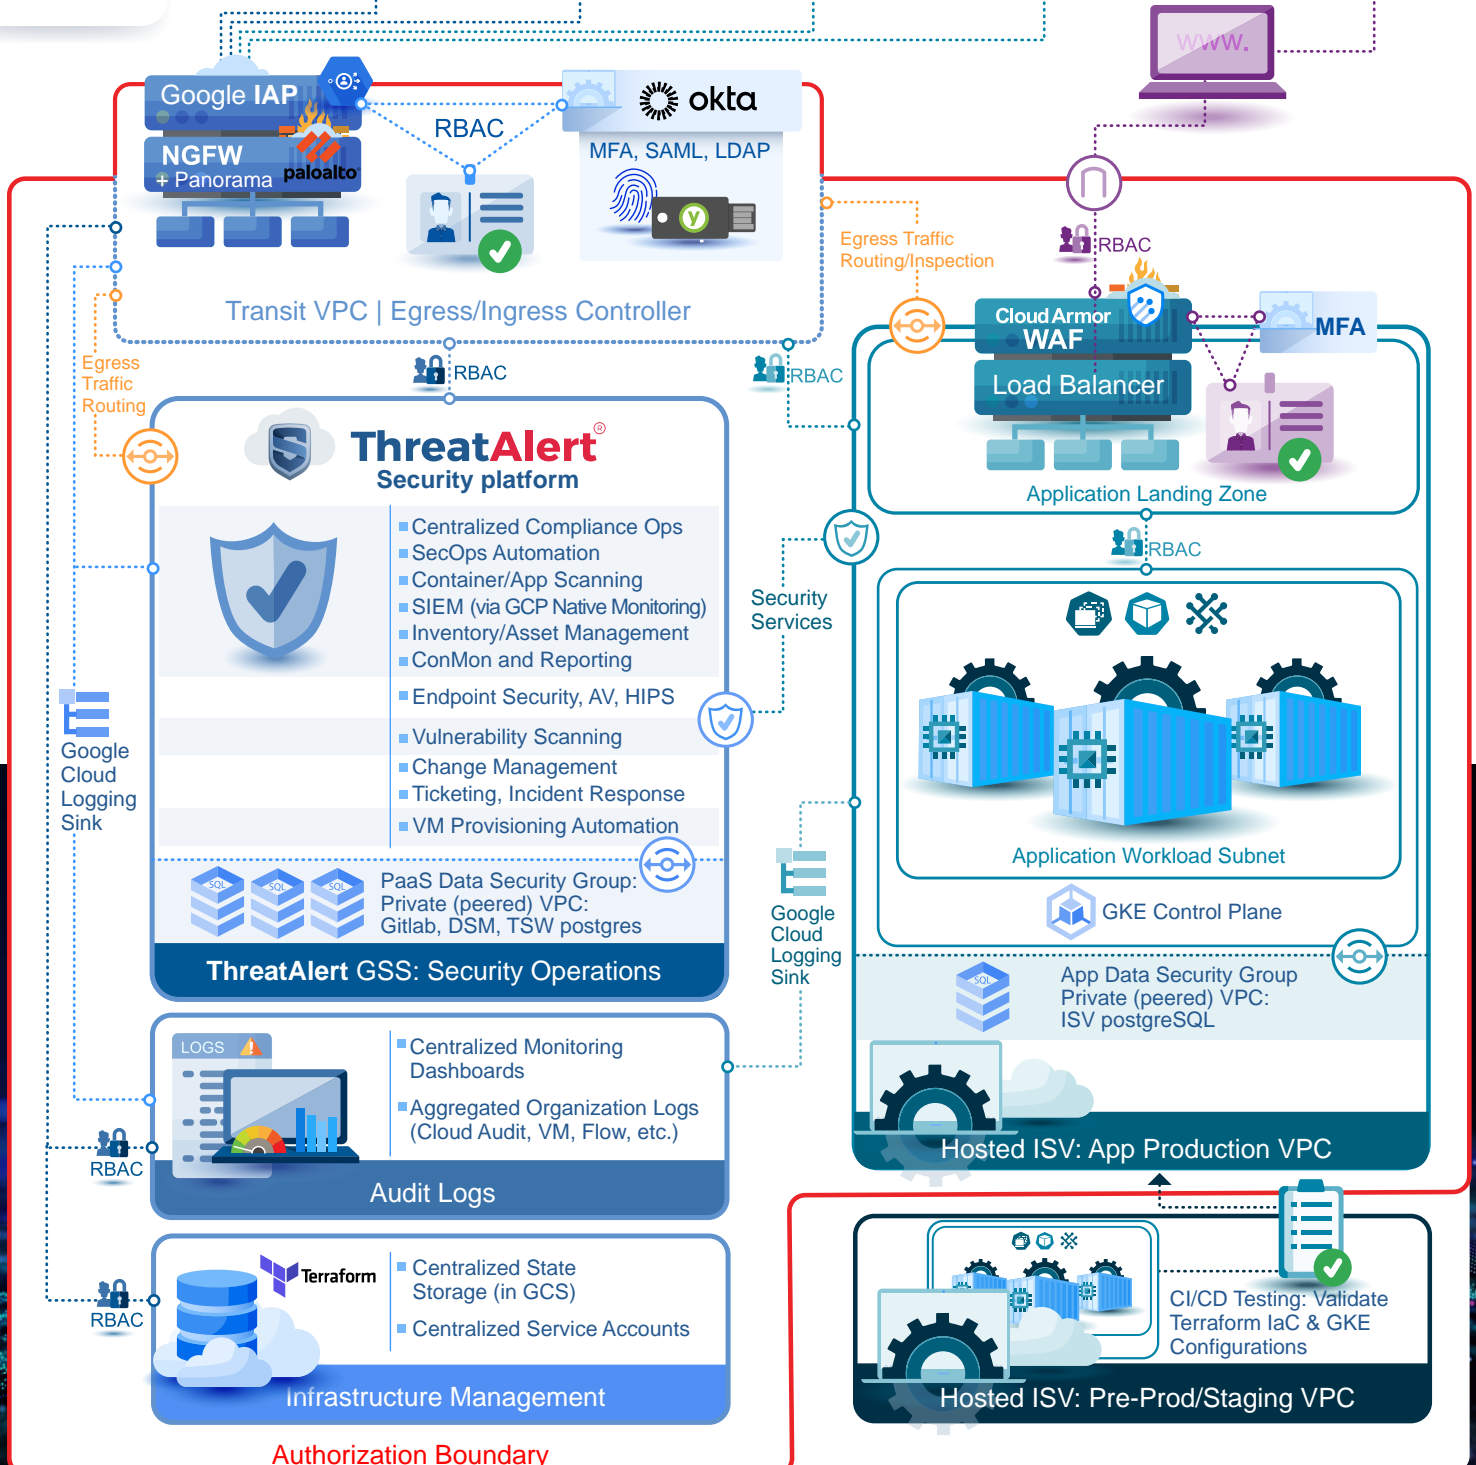 www.
Google IAP
NGFW
+ Panorama
paloalto
RBAC
okta
MFA, SAML, LDAP
y
Transit VPC | Egress/Ingress Controller
Egress Traffic
Routing/Inspection
RBAC
Cloud Armor
WAF
Load Balancer
MFA
Application Landing Zone
Egress
Traffic
Routing
RBAC
RBAC
ThreatAlert®
Security platform
Centralized Compliance Ops
SecOps Automation
Container/App Scanning
SIEM (via GCP Native Monitoring)
Inventory/Asset Management
ConMon and Reporting
Endpoint Security, AV, HIPS
Vulnerability Scanning
Change Management
Ticketing, Incident Response
VM Provisioning Automation
SQL
SQL
SQL
PaaS Data Security Group:
Private (peered) VPC:
Gitlab, DSM, TSW postgres
ThreatAlert GSS: Security Operations
Google
Cloud
Logging
Sink
Security
Services
RBAC
Application Workload Subnet
GKE Control Plane
Google
Cloud
Logging
Sink
SQL
App Data Security Group
Private (peered) VPC:
ISV postgreSQL
Hosted ISV: App Production VPC
LOGS
Centralized Monitoring
Dashboards
Aggregated Organization Logs
(Cloud Audit, VM, Flow, etc.)
Audit Logs
RBAC
Terraform
Centralized State
Storage (in GCS)
Centralized Service Accounts
Infrastructure Management
RBAC
CI/CD Testing: Validate
Terraform IaC & GKE
Configurations
Hosted ISV: Pre-Prod/Staging VPC
Authorization Boundary